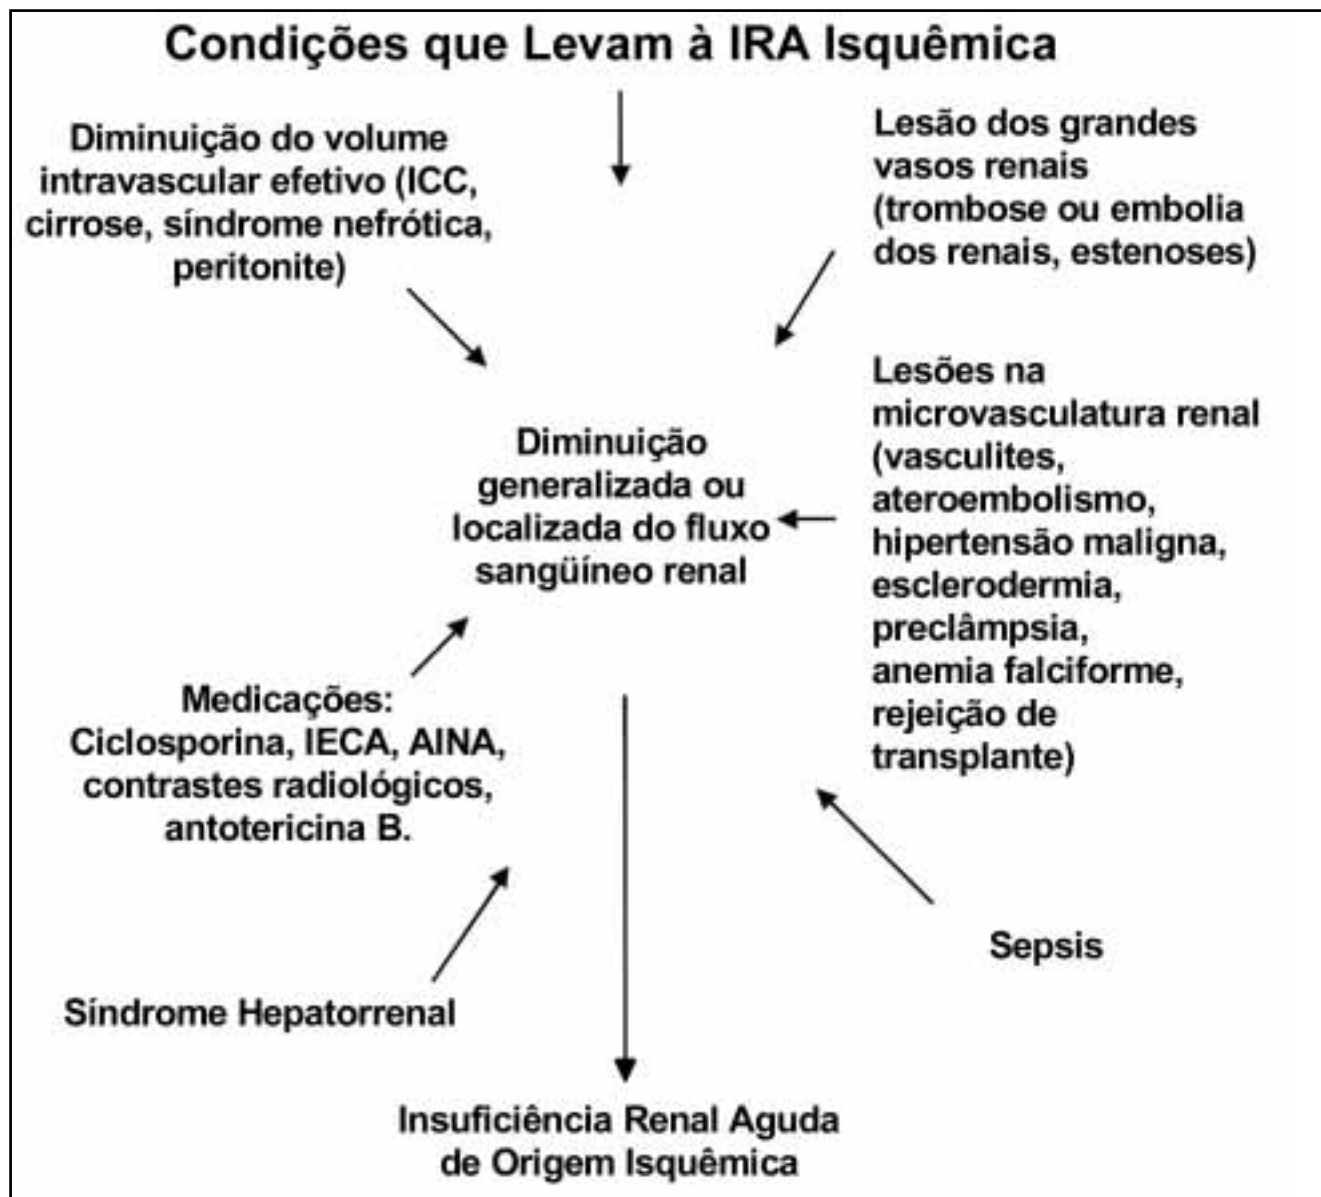 Condições que Levam à IRA Isquêmica
Diminuição do volume
intravascular efetivo (ICC,
cirrose, síndrome nefrótica,
peritonite)
Lesão dos grandes
vasos renais
(trombose ou embolia
dos renais, estenoses)
Lesões na
microvasculatura renal
(vasculites,
ateroembolismo,
hipertensão maligna,
esclerodermia,
preclâmpsia,
anemia falciforme,
rejeição de
transplante)
Diminuição
generalizada ou
localizada do fluxo
sangüíneo renal
Medicações:
Ciclosporina, IECA, AINA,
contrastes radiológicos,
antotericina B.
Sepsis
Síndrome Hepatorrenal
Insuficiência Renal Aguda
de Origem Isquêmica